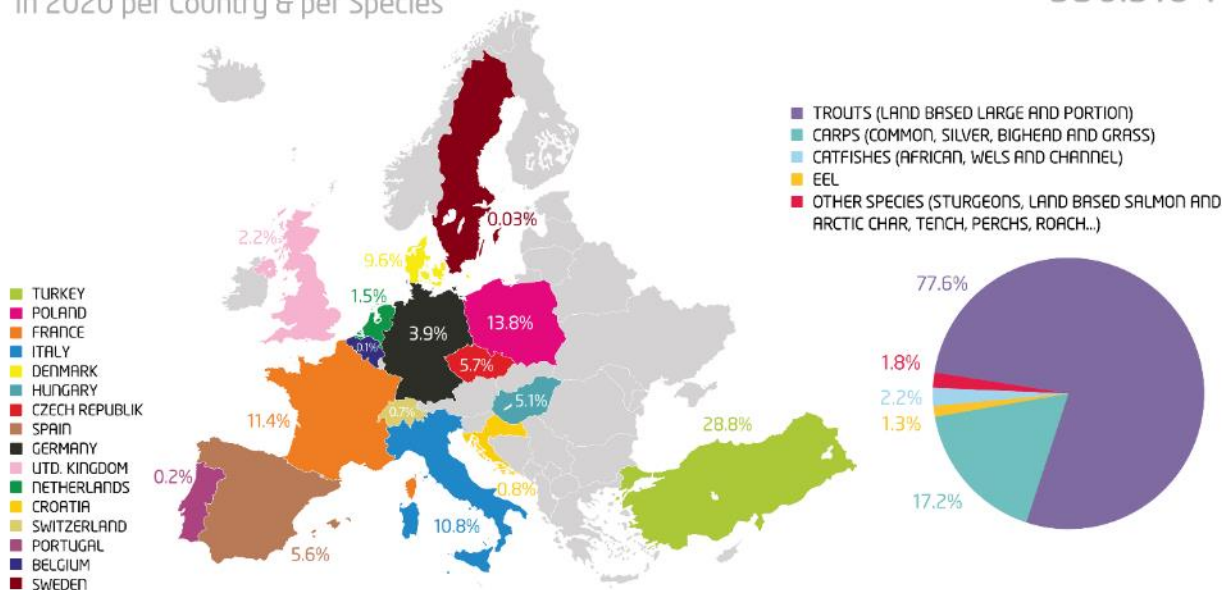 in 2020 per Country & per Species
TROUTS (LAND BASED LARGE AND PORTION)
CARPS (COMMON, SILVER, BIGHEAD AND GRASS)
CATFISHES (AFRICAN, WELS AND CHANNEL)
EEL
OTHER SPECIES (STURGEONS, LAND BASED SALMON AND
ARCTIC CHAR, TENCH, PERCHS, ROACH...)
0.03%
2.2%
9.6%
1.5%
3.9%
13.8%
0.1%
5.7%
0.7%
5.1%
11.4%
28.8%
0.2%
0.8%
10.8%
5.6%
TURKEY
POLAND
FRANCE
ITALY
DENMARK
HUNGARY
CZECH REPUBLIK
SPAIN
GERMANY
UTD. KINGDOM
NETHERLANDS
CROATIA
SWITZERLAND
PORTUGAL
BELGIUM
SWEDEN
77.6%
1.8%
2.2%
1.3%
17.2%